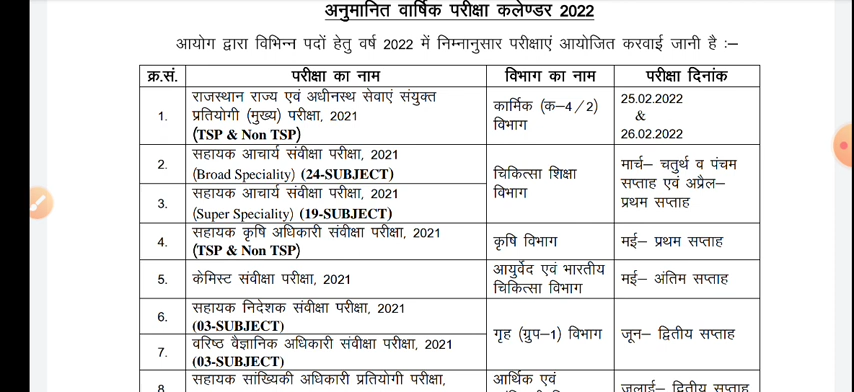 अनुमानित वार्षिक परीक्षा कलेण्डर 2022
आयोग द्वारा विभिन्न पदों हेतु वर्ष 2022 में निम्नानुसार परीक्षाएं आयोजित करवाई जानी है :–
क्र.सं. परीक्षा का नाम विभाग का नाम परीक्षा दिनांक
1. राजस्थान राज्य एवं अधीनस्थ सेवाएं संयुक्त
प्रतियोगी (मुख्य) परीक्षा, 2021
(TSP & Non TSP)
कार्मिक (क–4/2)
विभाग
25.02.2022
&
26.02.2022
2. सहायक आचार्य संवीक्षा परीक्षा, 2021
(Broad Speciality) (24-SUBJECT)
3. सहायक आचार्य संवीक्षा परीक्षा, 2021
(Super Speciality) (19-SUBJECT)
चिकित्सा शिक्षा
विभाग
मार्च– चतुर्थ व पंचम
सप्ताह एवं अप्रैल–
प्रथम सप्ताह
4. सहायक कृषि अधिकारी संवीक्षा परीक्षा, 2021
(TSP & Non TSP)
कृषि विभाग
मई– प्रथम सप्ताह
5. केमिस्ट संवीक्षा परीक्षा, 2021
आयुर्वेद एवं भारतीय
चिकित्सा विभाग
मई– अंतिम सप्ताह
6. सहायक निदेशक संवीक्षा परीक्षा, 2021
(03-SUBJECT)
7. वरिष्ठ वैज्ञानिक अधिकारी संवीक्षा परीक्षा, 2021
(03-SUBJECT)
गृह (ग्रुप–1) विभाग
जून– द्वितीय सप्ताह
8. सहायक सांख्यिकी अधिकारी प्रतियोगी परीक्षा,
आर्थिक एवं
जुलाई– द्वितीय सप्ताह